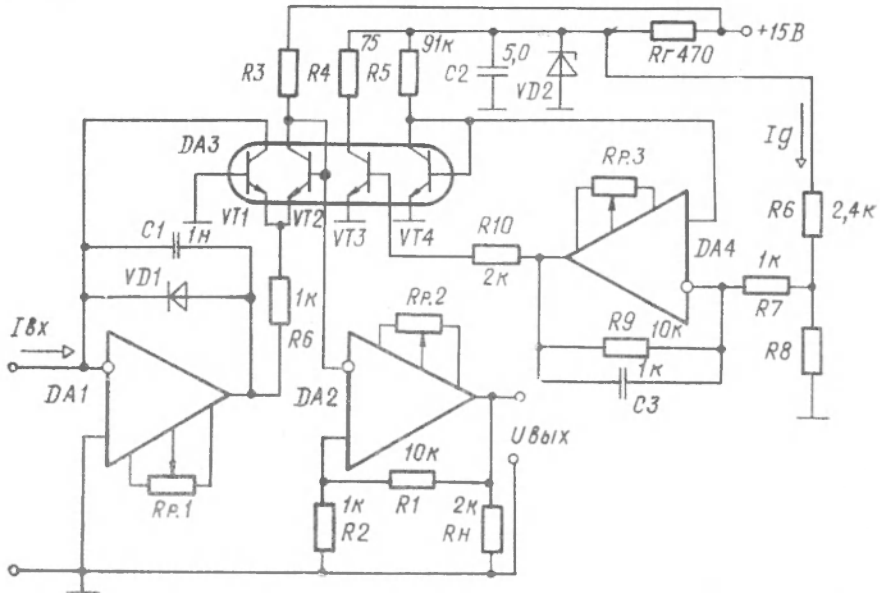 R3
75
R4
91к
R5
5,0
C2
VD2
Rг 470
+15В
Iд
DA3
VT1
VT2
VT3
VT4
Rр.3
R6
2,4к
C1
1н
VD1
R10
2к
DA4
1к
R7
1к
R6
Rр.2
R9
10к
R8
Iвх
DA1
DA2
1к
C3
Uвых
10к
R1
Rр.1
1к
R2
2к
Rн